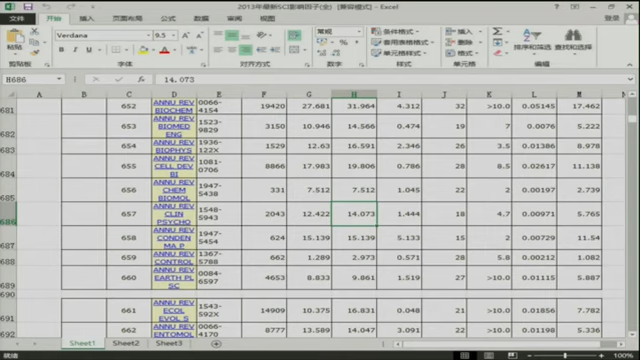 2013年最新SCI影响因子(全) [兼容模式] - Excel
文件 开始 插入 页面布局 公式 数据 审阅 视图 登录
粘贴 Verdana 9.5 常规 条件格式 插入
套用表格格式 删除 排序和筛选 查找和选择
单元格样式 格式
剪贴板 字体 对齐方式 数字 样式 单元格 编辑
H686 14.073
A B C D E F G H I J K L M
681 652 ANNU REV BIOCHEM 0066-4154 19420 27.681 31.964 4.312 32 >10.0 0.05145 17.462
682 653 ANNU REV BIOMED ENG 1523-9829 3150 10.946 14.566 0.474 19 7 0.0076 5.222
683 654 ANNU REV BIOPHYS 1936-122X 1529 12.63 16.591 2.346 26 3.5 0.01386 8.978
684 655 ANNU REV CELL DEV BI 1081-0706 8866 17.983 19.806 0.786 28 8.5 0.02617 11.138
685 656 ANNU REV CHEM BIOMOL 1947-5438 331 7.512 7.512 1.045 22 2 0.00197 2.739
686 657 ANNU REV CLIN PSYCHO 1548-5943 2043 12.422 14.073 1.444 18 4.7 0.00971 5.765
687 658 ANNU REV CONDEN MA P 1947-5454 624 15.139 15.139 5.133 15 2 0.00729 11.54
688 659 ANNU REV CONTROL 1367-5788 662 1.289 2.973 0.571 28 5.8 0.00212 1.082
689 660 ANNU REV EARTH PL SC 0084-6597 4653 8.833 9.861 1.519 27 >10.0 0.01115 5.887
690
691 661 ANNU REV ECOL EVOL S 1543-592X 14909 10.375 16.831 0.048 21 >10.0 0.01856 7.782
692 662 ANNU REV ENTOMOL 0066-4170 8777 13.589 14.047 3.091 22 >10.0 0.01198 5.336
Sheet1 Sheet2 Sheet3
就绪 100%